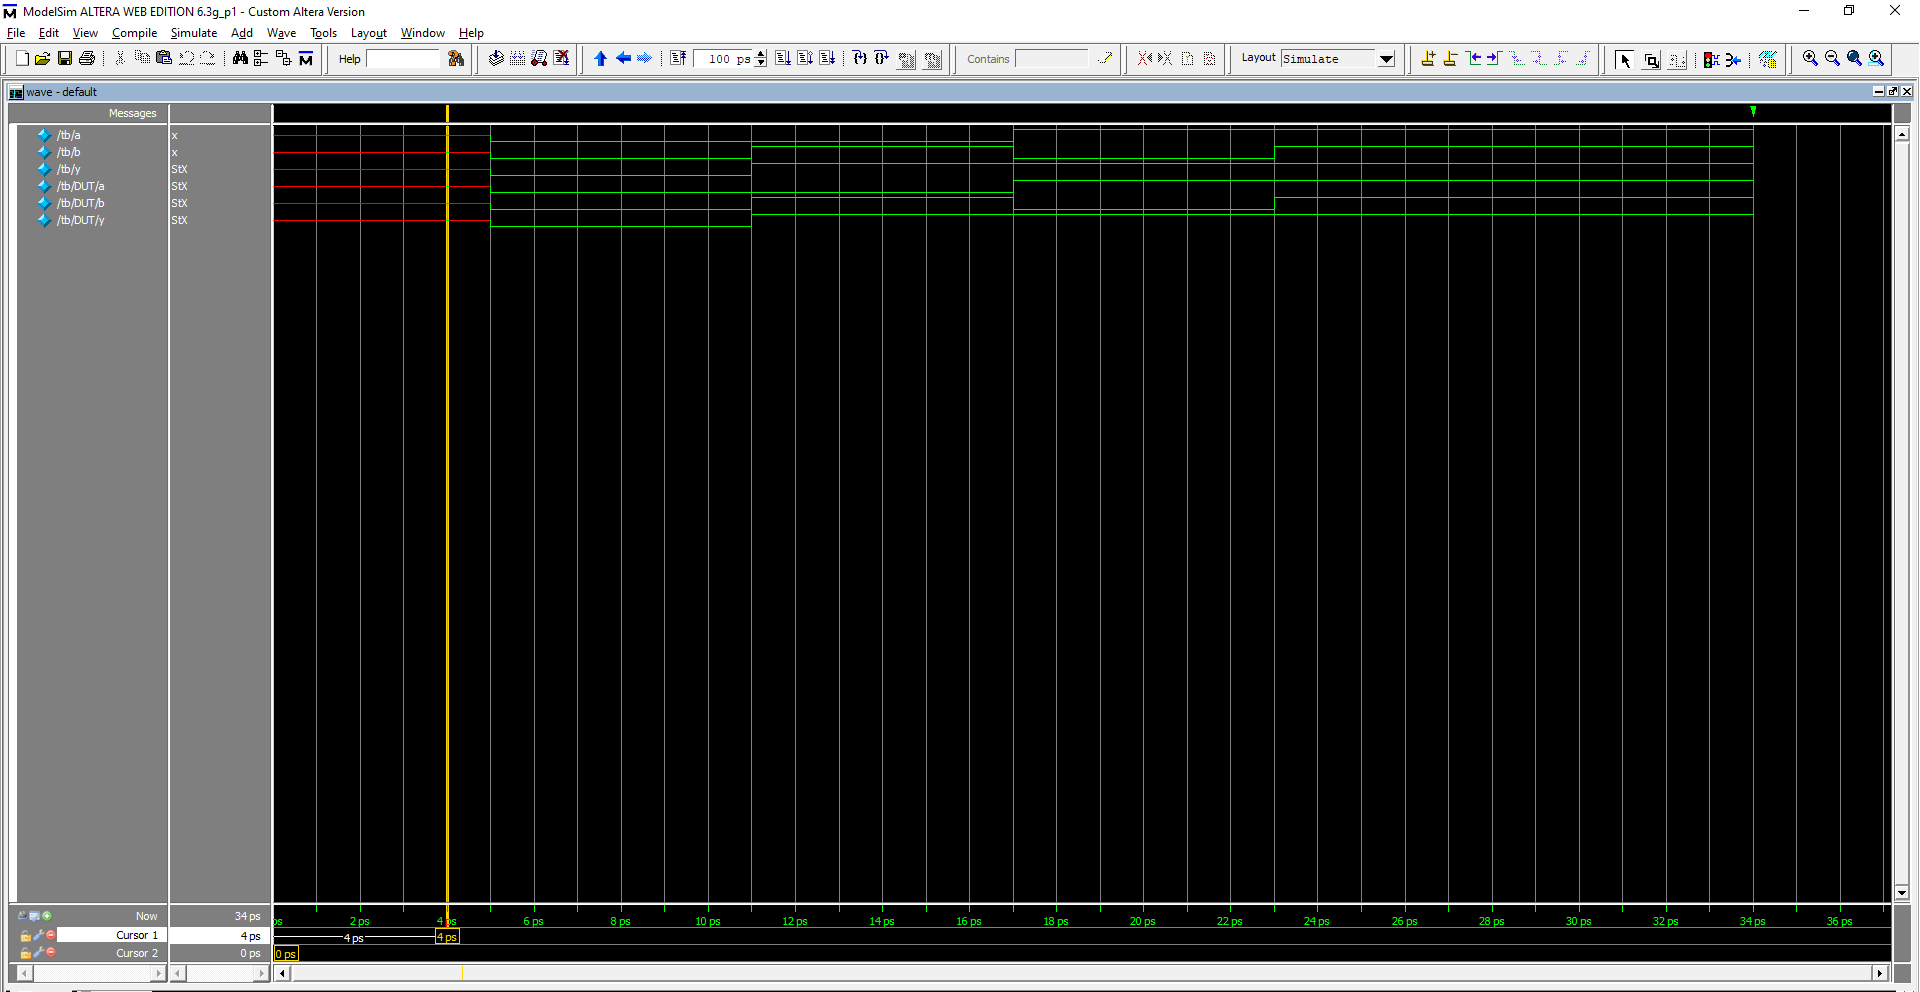 ModelSim ALTERA WEB EDITION 6.3g_p1 - Custom Altera Version
File Edit View Compile Simulate Add Wave Tools Layout Window Help
Help 100 ps Contains Layout Simulate
wave - default
Messages
/tb/a x
/tb/b x
/tb/y StX
/tb/DUT/a StX
/tb/DUT/b StX
/tb/DUT/y StX
Now 34 ps ps 2 ps 4 ps 6 ps 8 ps 10 ps 12 ps 14 ps 16 ps 18 ps 20 ps 22 ps 24 ps 26 ps 28 ps 30 ps 32 ps 34 ps 36 ps
Cursor 1 4 ps 4 ps 4 ps
Cursor 2 0 ps 0 ps